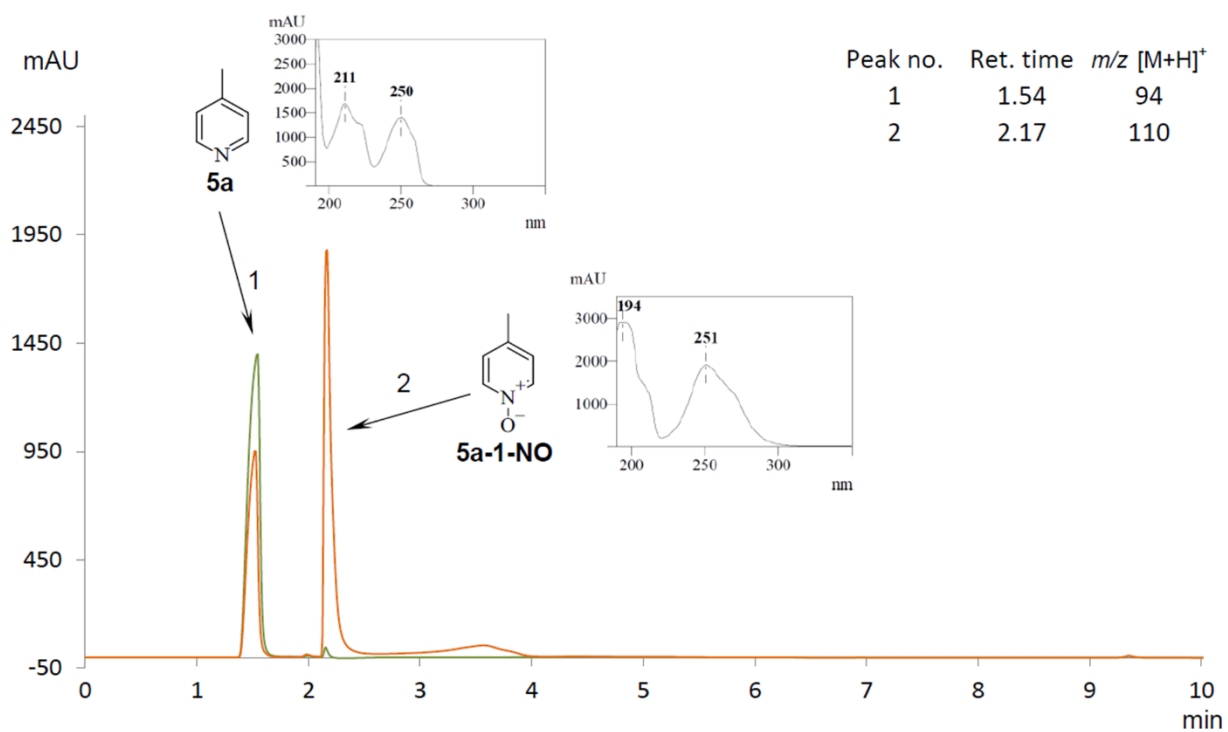 mAU
2450
1950
1450
950
450
-50
0 1 2 3 4 5 6 7 8 9 10
min
N
5a
1
mAU
3000
2500
2000
1500
1000
500
211
250
200 250 300
nm
Peak no. Ret. time m/z [M+H]+
1 1.54 94
2 2.17 110
2
N+
O−
5a-1-NO
mAU
3000
2000
1000
194
251
200 250 300
nm